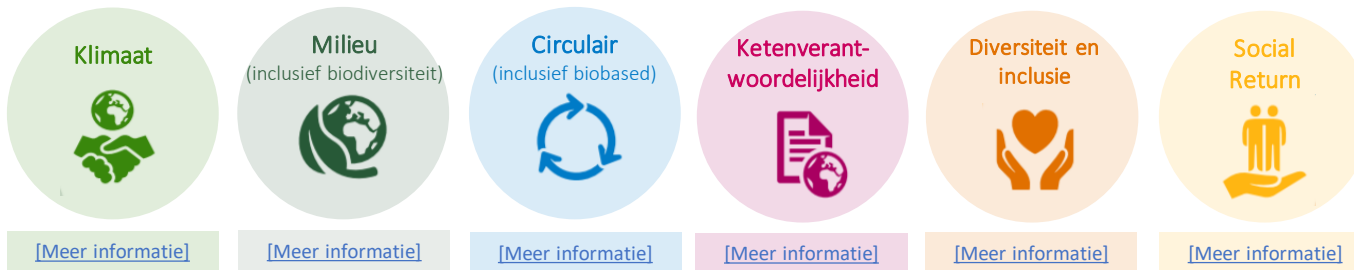 Klimaat
Milieu
(inclusief biodiversiteit)
Circulair
(inclusief biobased)
Ketenverant-
woordelijkheid
Diversiteit en
inclusie
Social
Return
[Meer informatie]
[Meer informatie]
[Meer informatie]
[Meer informatie]
[Meer informatie]
[Meer informatie]